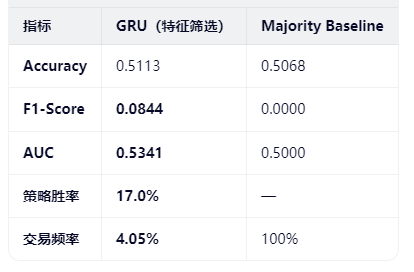 指标 GRU（特征筛选） Majority Baseline
Accuracy 0.5113 0.5068
F1-Score 0.0844 0.0000
AUC 0.5341 0.5000
策略胜率 17.0% —
交易频率 4.05% 100%